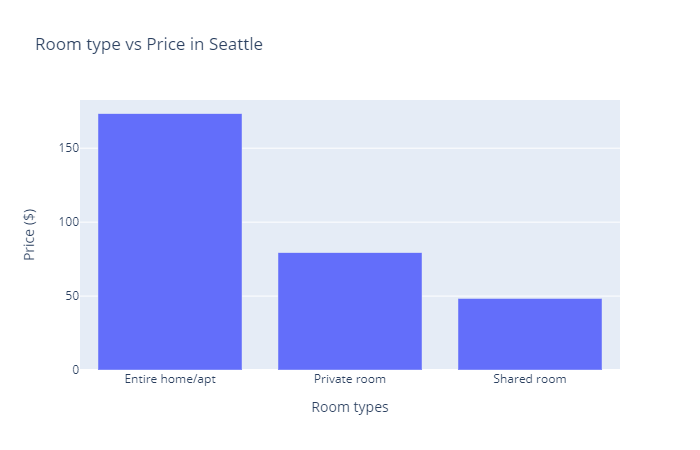 Room type vs Price in Seattle
Price ($)
150
100
50
0
Entire home/apt
Private room
Shared room
Room types